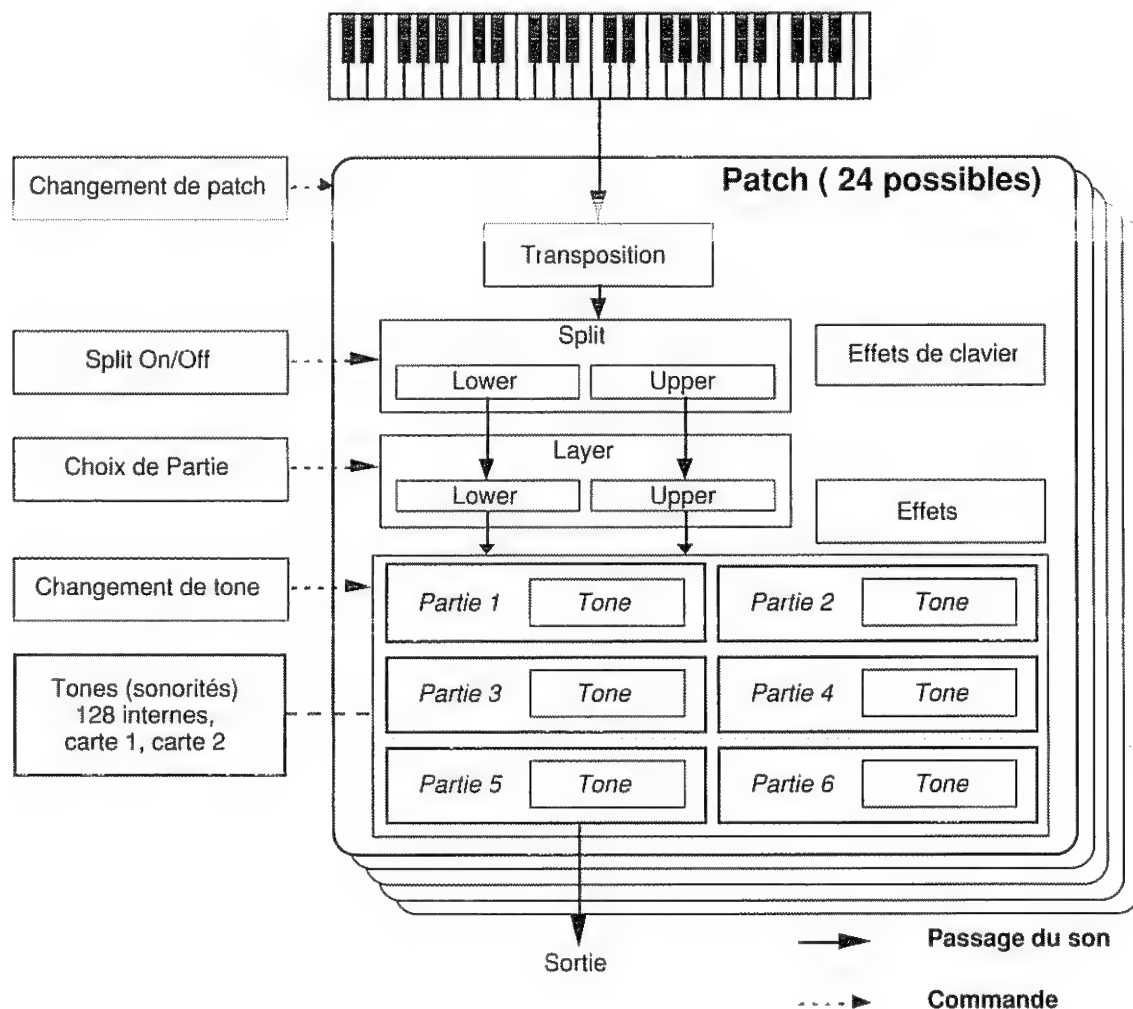 Changement de patch
Patch ( 24 possibles)
Transposition
Split On/Off
Split
Lower
Upper
Effets de clavier
Choix de Partie
Layer
Lower
Upper
Effets
Changement de tone
Partie 1
Tone
Partie 2
Tone
Tones (sonorités)
128 internes,
carte 1, carte 2
Partie 3
Tone
Partie 4
Tone
Partie 5
Tone
Partie 6
Tone
Sortie
Passage du son
Commande